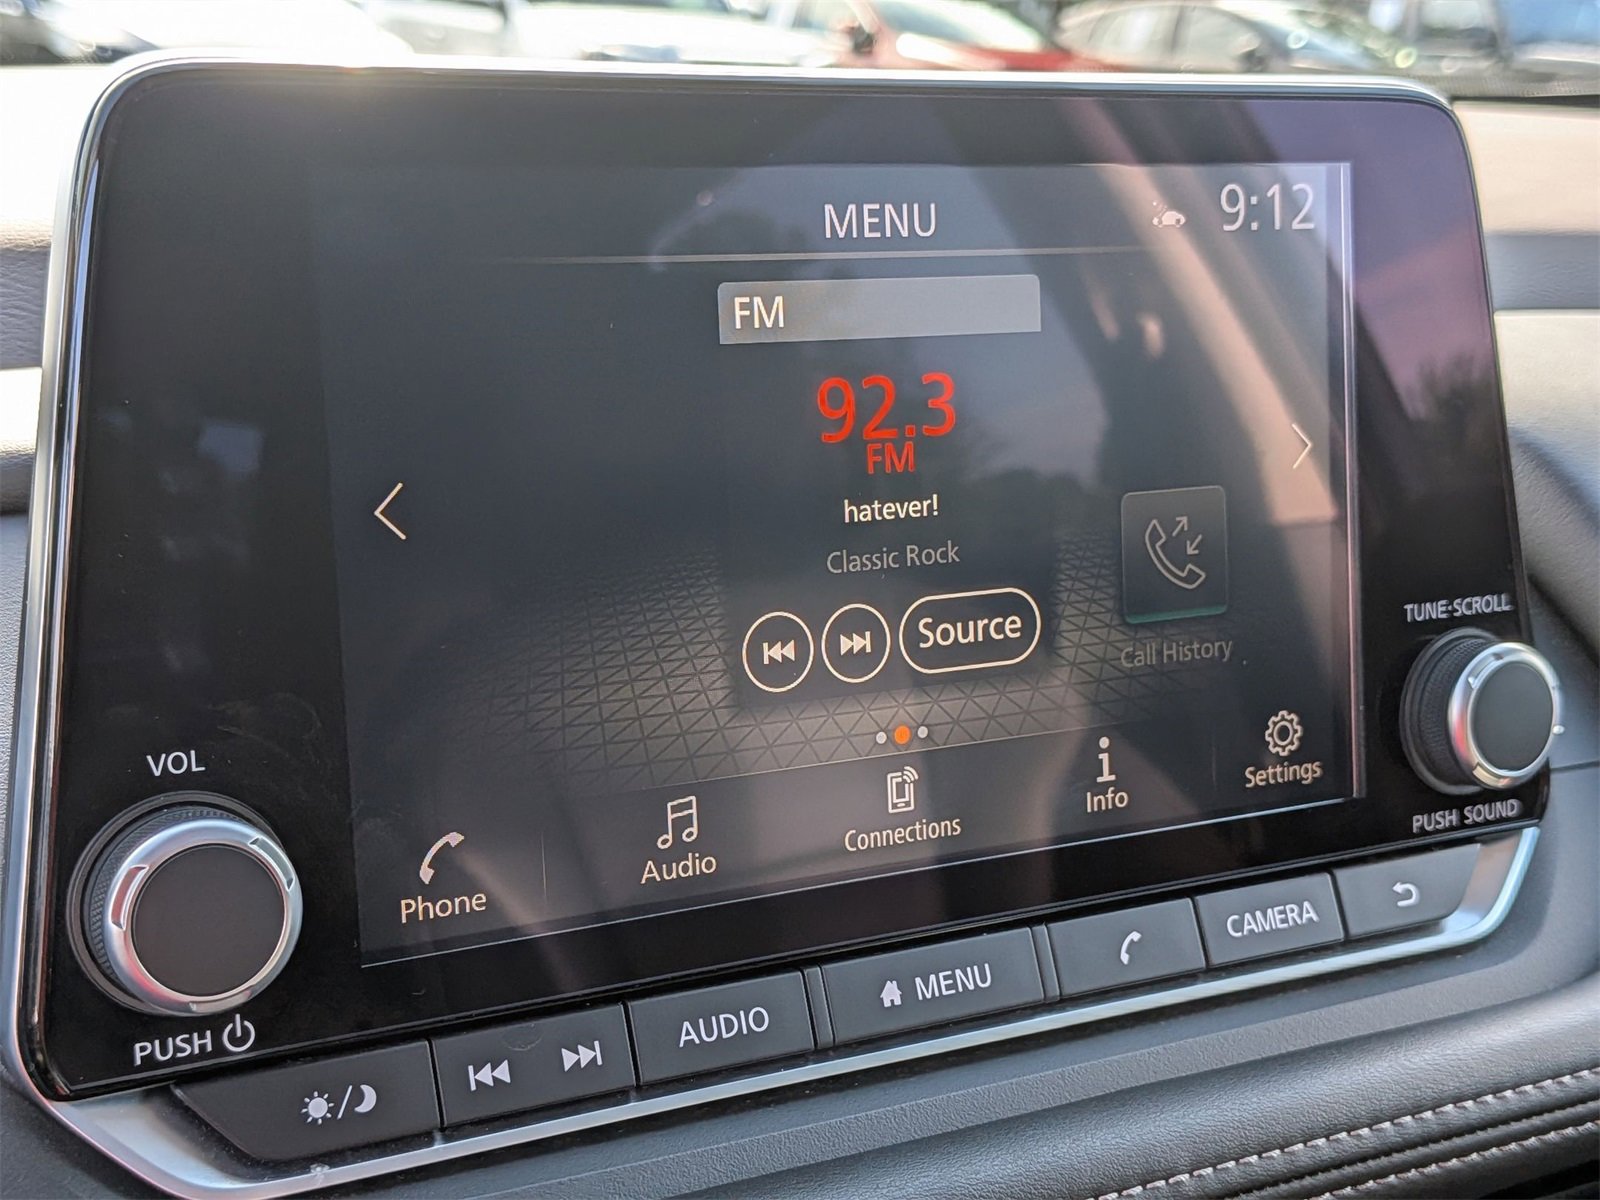 MENU
9:12
FM
92.3
FM
hatever!
Classic Rock
Source
Call History
Phone
Audio
Connections
Info
Settings
VOL
PUSH
TUNE·SCROLL
PUSH SOUND
AUDIO
MENU
CAMERA